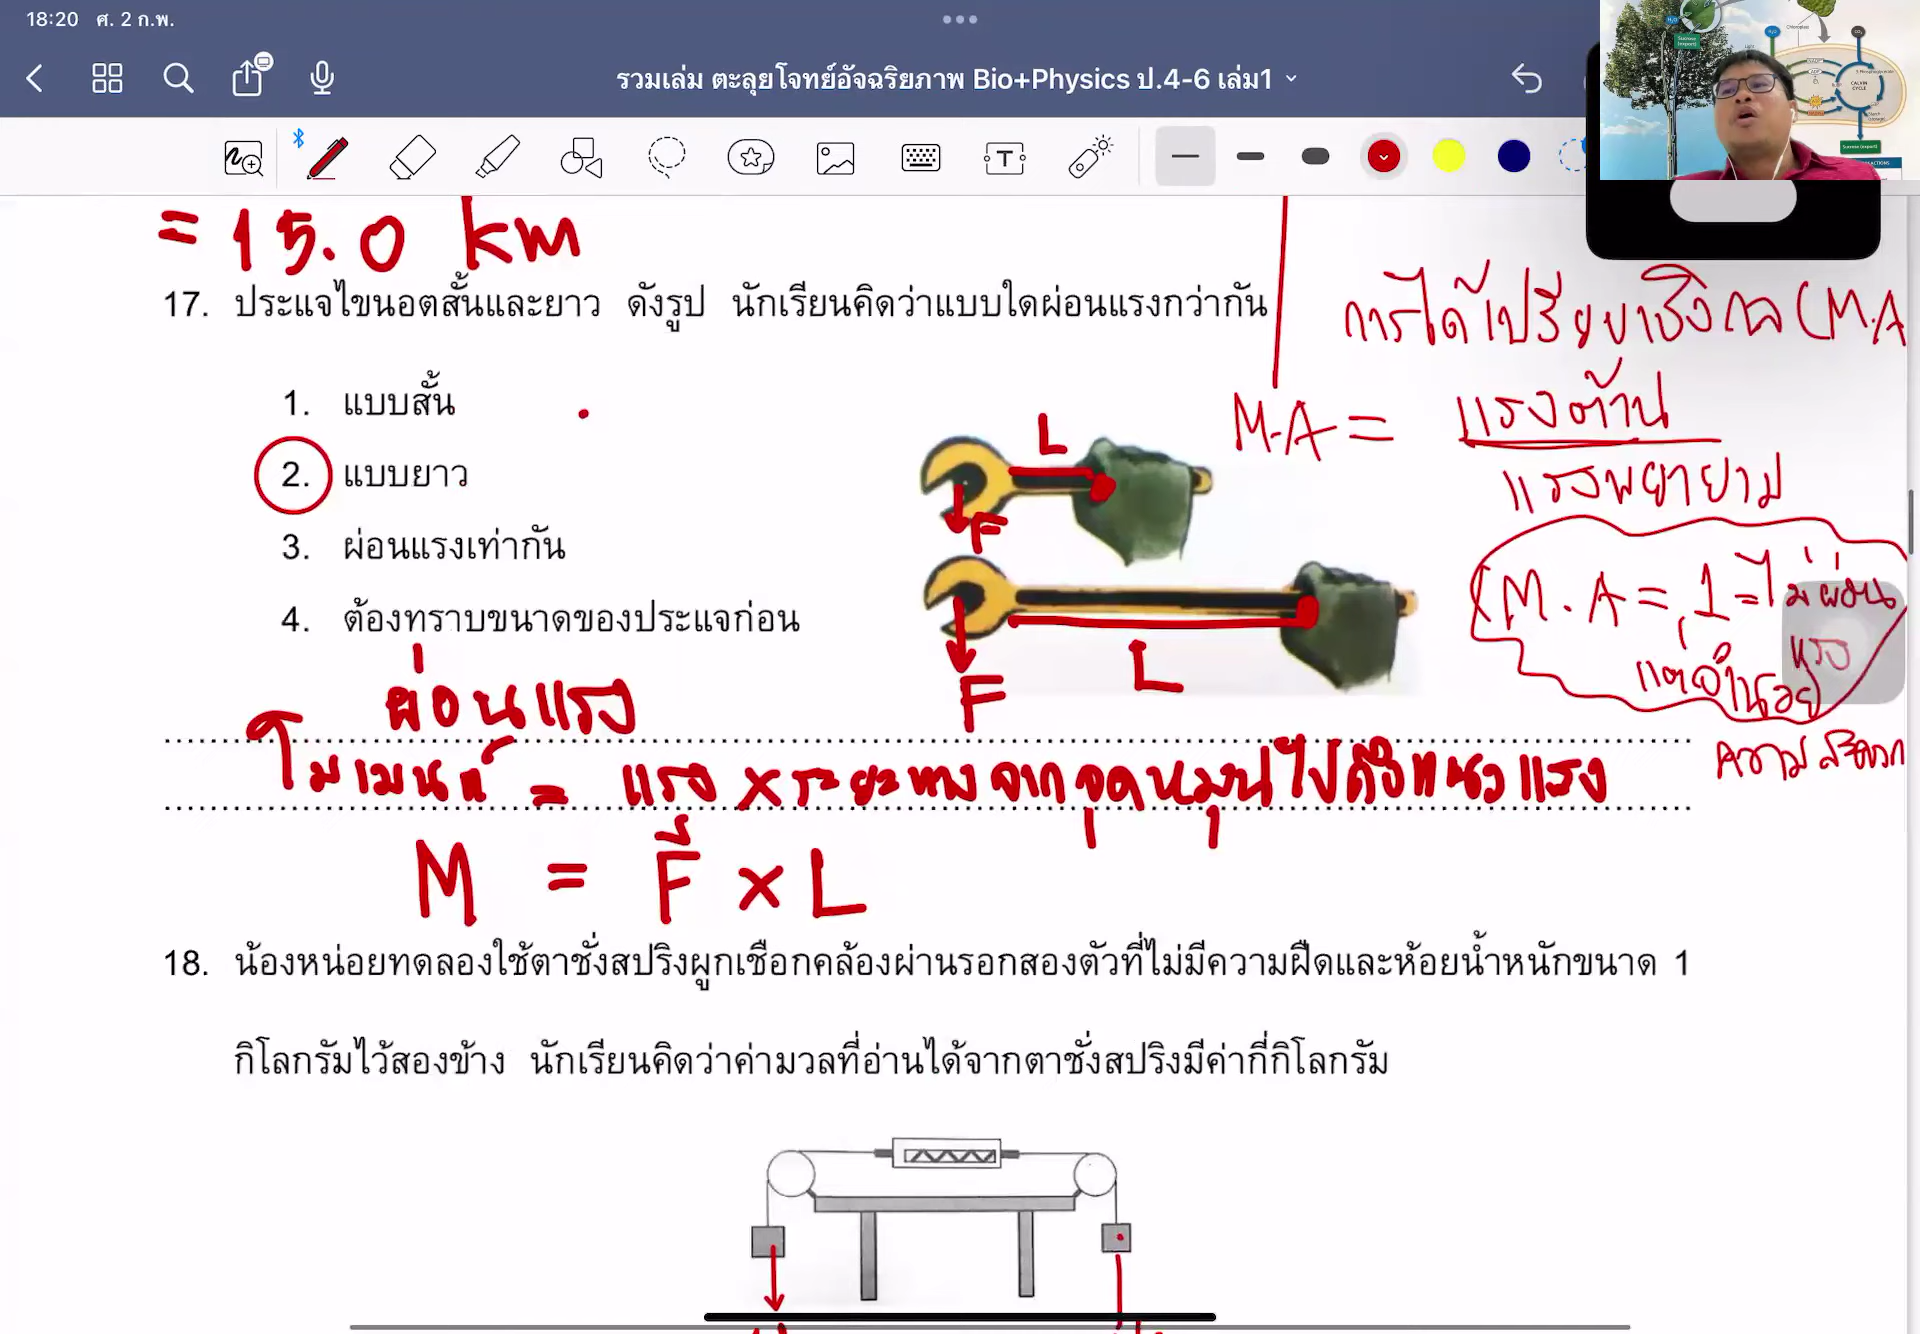 18:20 ศ. 2 ก.พ.
รวมเล่ม ตะลุยโจทย์อัจฉริยภาพ Bio+Physics ป.4-6 เล่ม1
= 15.0 km
17. ประแจไขนอตสั้นและยาว ดังรูป นักเรียนคิดว่าแบบใดผ่อนแรงกว่ากัน
1. แบบสั้น
2. แบบยาว
3. ผ่อนแรงเท่ากัน
4. ต้องทราบขนาดของประแจก่อน
L
F
L
F
การได้เปรียบเชิงกล (M.A
M.A = แรงต้าน
แรงพยายาม
M.A = 1 = ไม่ผ่อน
แรง
ผ่อนแรง
โมเมนต์ = แรง × ระยะทางจากจุดหมุนไปถึงแนวแรง
M = F × L
18. น้องหน่อยทดลองใช้ตาชั่งสปริงผูกเชือกคล้องผ่านรอกสองตัวที่ไม่มีความฝืดและห้อยน้ำหนักขนาด 1
กิโลกรัมไว้สองข้าง นักเรียนคิดว่าค่ามวลที่อ่านได้จากตาชั่งสปริงมีค่ากี่กิโลกรัม